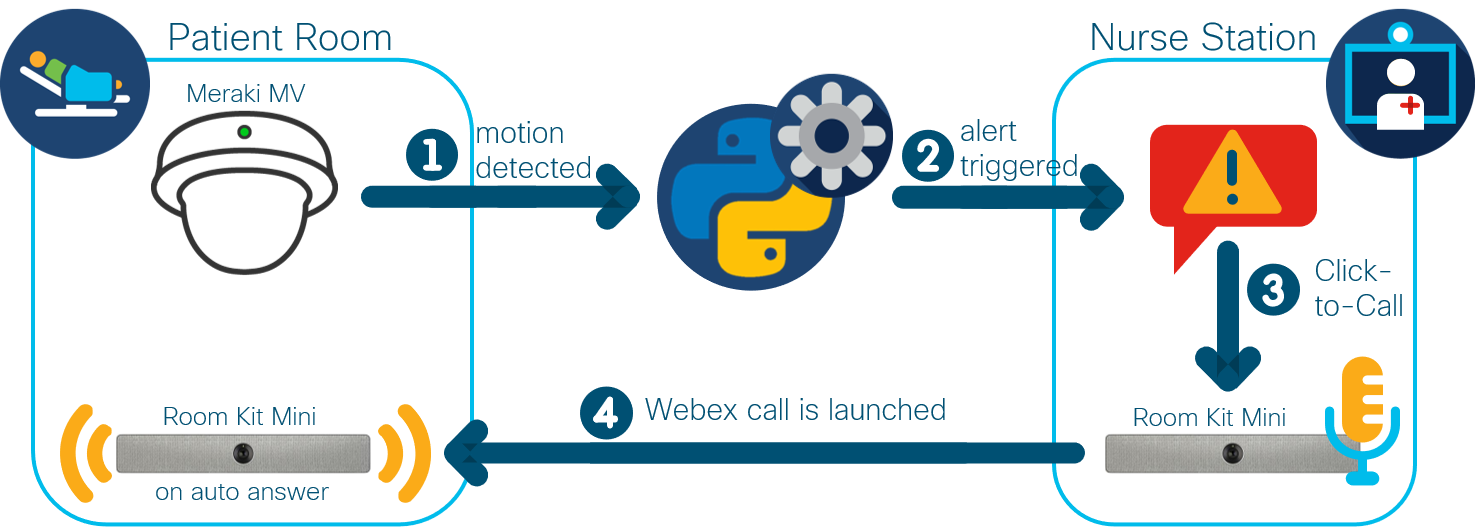 Patient Room
Nurse Station
Meraki MV
1
motion
detected
2
alert
triggered
3
Click-
to-Call
Room Kit Mini
on auto answer
4
Webex call is launched
Room Kit Mini